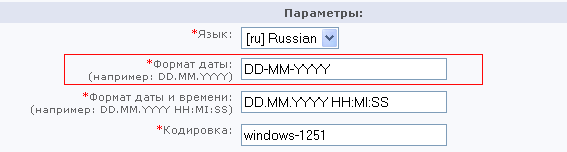 Параметры:
*Язык: [ru] Russian
*Формат даты: DD-MM-YYYY
(например: DD.MM.YYYY)
*Формат даты и времени: DD.MM.YYYY HH:MI:SS
(например: DD.MM.YYYY HH:MI:SS)
*Кодировка: windows-1251